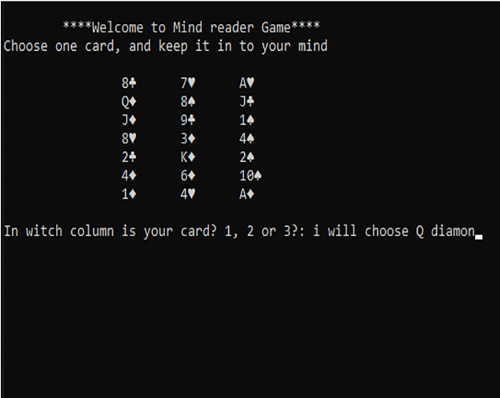 ****Welcome to Mind reader Game****
Choose one card, and keep it in to your mind
8♣ 7♥ A♥
Q♦ 8♠ J♣
J♦ 9♣ 1♠
8♥ 3♦ 4♠
2♣ K♦ 2♠
4♦ 6♦ 10♠
1♦ 4♥ A♦
In witch column is your card? 1, 2 or 3?: i will choose Q diamon